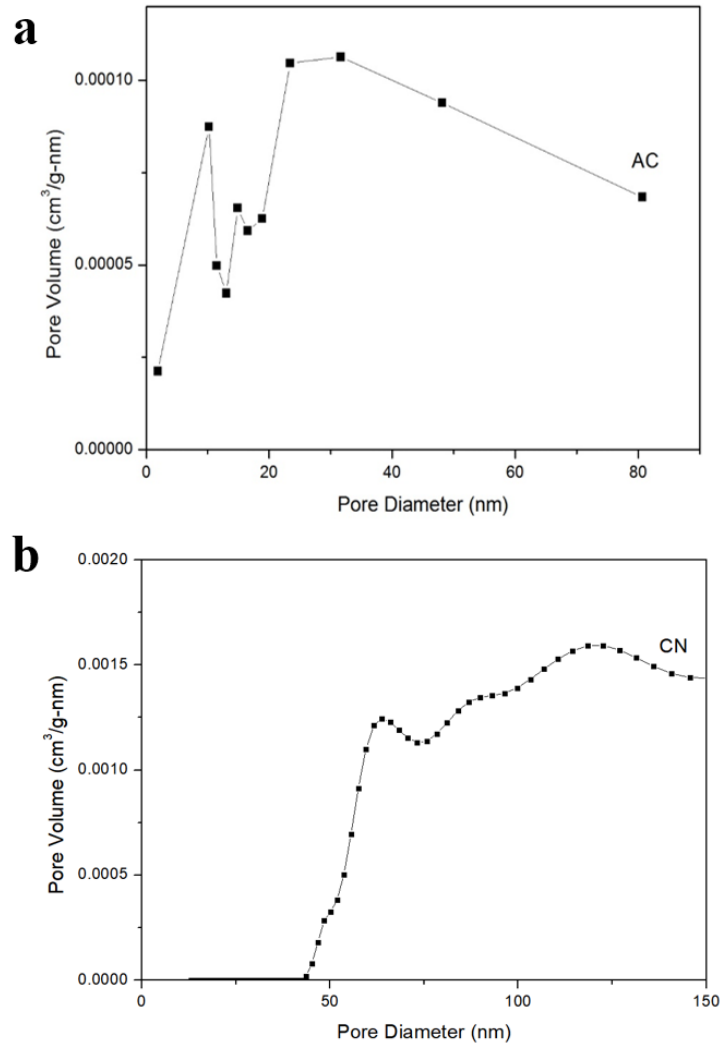 a
0.00010
0.00005
0.00000
Pore Volume (cm³/g-nm)
AC
0 20 40 60 80
Pore Diameter (nm)
b
0.0020
0.0015
0.0010
0.0005
0.0000
Pore Volume (cm³/g-nm)
CN
0 50 100 150
Pore Diameter (nm)